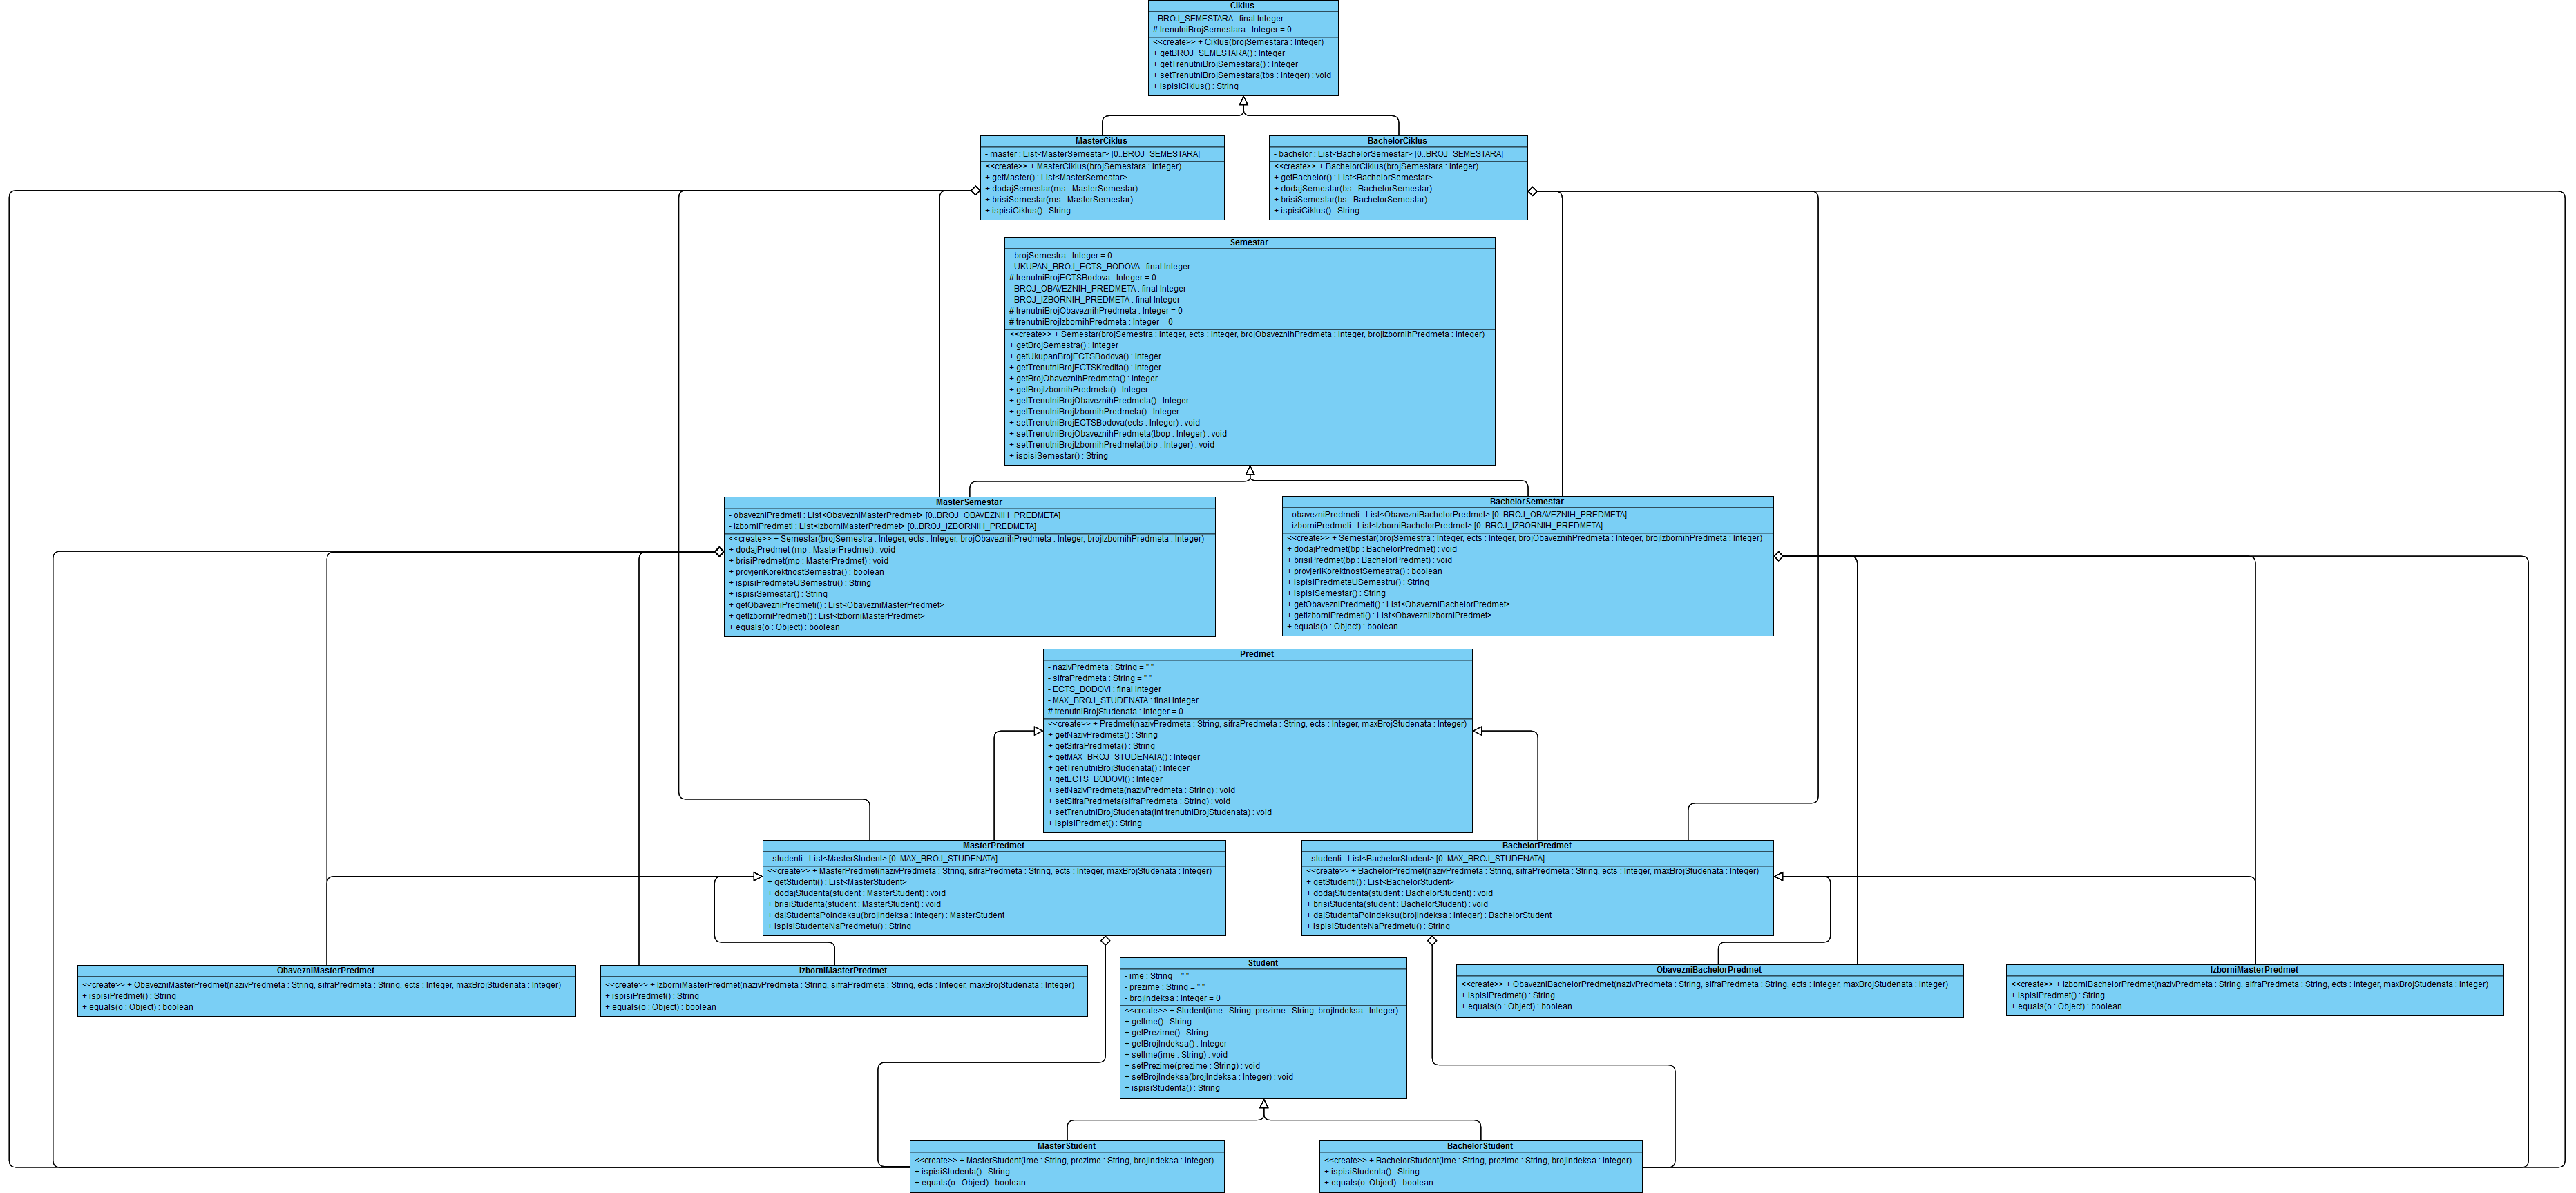 Ciklus
- BROJ_SEMESTARA : final Integer
# trenutniBrojSemestara : Integer = 0
<<create>> + Ciklus(brojSemestara : Integer)
+ getBROJ_SEMESTARA() : Integer
+ getTrenutniBrojSemestara() : Integer
+ setTrenutniBrojSemestara(tbs : Integer) : void
+ ispisiCiklus() : String
MasterCiklus
- master : List<MasterSemestar> [0..BROJ_SEMESTARA]
<<create>> + MasterCiklus(brojSemestara : Integer)
+ getMaster() : List<MasterSemestar>
+ dodajSemestar(ms : MasterSemestar)
+ brisiSemestar(ms : MasterSemestar)
+ ispisiCiklus() : String
BachelorCiklus
- bachelor : List<BachelorSemestar> [0..BROJ_SEMESTARA]
<<create>> + BachelorCiklus(brojSemestara : Integer)
+ getBachelor() : List<BachelorSemestar>
+ dodajSemestar(bs : BachelorSemestar)
+ brisiSemestar(bs : BachelorSemestar)
+ ispisiCiklus() : String
Semestar
- brojSemestra : Integer = 0
- UKUPAN_BROJ_ECTS_BODOVA : final Integer
# trenutniBrojECTSBodova : Integer = 0
- BROJ_OBAVEZNIH_PREDMETA : final Integer
- BROJ_IZBORNIH_PREDMETA : final Integer
# trenutniBrojObaveznihPredmeta : Integer = 0
# trenutniBrojIzbornihPredmeta : Integer = 0
<<create>> + Semestar(brojSemestra : Integer, ects : Integer, brojObaveznihPredmeta : Integer, brojIzbornihPredmeta : Integer)
+ getBrojSemestra() : Integer
+ getUkupanBrojECTSBodova() : Integer
+ getTrenutniBrojECTSKredita() : Integer
+ getBrojObaveznihPredmeta() : Integer
+ getBrojIzbornihPredmeta() : Integer
+ getTrenutniBrojObaveznihPredmeta() : Integer
+ getTrenutniBrojIzbornihPredmeta() : Integer
+ setTrenutniBrojECTSBodova(ects : Integer) : void
+ setTrenutniBrojObaveznihPredmeta(tbop : Integer) : void
+ setTrenutniBrojIzbornihPredmeta(tbip : Integer) : void
+ ispisiSemestar() : String
MasterSemestar
- obavezniPredmeti : List<ObavezniMasterPredmet> [0..BROJ_OBAVEZNIH_PREDMETA]
- izborniPredmeti : List<IzborniMasterPredmet> [0..BROJ_IZBORNIH_PREDMETA]
<<create>> + Semestar(brojSemestra : Integer, ects : Integer, brojObaveznihPredmeta : Integer, brojIzbornihPredmeta : Integer)
+ dodajPredmet (mp : MasterPredmet) : void
+ brisiPredmet(mp : MasterPredmet) : void
+ provjeriKorektnostSemestra() : boolean
+ ispisiPredmeteUSemestru() : String
+ ispisiSemestar() : String
+ getObavezniPredmeti() : List<ObavezniMasterPredmet>
+ getIzborniPredmeti() : List<IzborniMasterPredmet>
+ equals(o : Object) : boolean
BachelorSemestar
- obavezniPredmeti : List<ObavezniBachelorPredmet> [0..BROJ_OBAVEZNIH_PREDMETA]
- izborniPredmeti : List<IzborniBachelorPredmet> [0..BROJ_IZBORNIH_PREDMETA]
<<create>> + Semestar(brojSemestra : Integer, ects : Integer, brojObaveznihPredmeta : Integer, brojIzbornihPredmeta : Integer)
+ dodajPredmet(bp : BachelorPredmet) : void
+ brisiPredmet(bp : BachelorPredmet) : void
+ provjeriKorektnostSemestra() : boolean
+ ispisiPredmeteUSemestru() : String
+ ispisiSemestar() : String
+ getObavezniPredmeti() : List<ObavezniBachelorPredmet>
+ getIzborniPredmeti() : List<ObavezniIzborniPredmet>
+ equals(o : Object) : boolean
Predmet
- nazivPredmeta : String = " "
- sifraPredmeta : String = " "
- ECTS_BODOVI : final Integer
- MAX_BROJ_STUDENATA : final Integer
# trenutniBrojStudenata : Integer = 0
<<create>> + Predmet(nazivPredmeta : String, sifraPredmeta : String, ects : Integer, maxBrojStudenata : Integer)
+ getNazivPredmeta() : String
+ getSifraPredmeta() : String
+ getMAX_BROJ_STUDENATA() : Integer
+ getTrenutniBrojStudenata() : Integer
+ getECTS_BODOVI() : Integer
+ setNazivPredmeta(nazivPredmeta : String) : void
+ setSifraPredmeta(sifraPredmeta : String) : void
+ setTrenutniBrojStudenata(int trenutniBrojStudenata) : void
+ ispisiPredmet() : String
MasterPredmet
- studenti : List<MasterStudent> [0..MAX_BROJ_STUDENATA]
<<create>> + MasterPredmet(nazivPredmeta : String, sifraPredmeta : String, ects : Integer, maxBrojStudenata : Integer)
+ getStudenti() : List<MasterStudent>
+ dodajStudenta(student : MasterStudent) : void
+ brisiStudenta(student : MasterStudent) : void
+ dajStudentaPoIndeksu(brojIndeksa : Integer) : MasterStudent
+ ispisiStudenteNaPredmetu() : String
BachelorPredmet
- studenti : List<BachelorStudent> [0..MAX_BROJ_STUDENATA]
<<create>> + BachelorPredmet(nazivPredmeta : String, sifraPredmeta : String, ects : Integer, maxBrojStudenata : Integer)
+ getStudenti() : List<BachelorStudent>
+ dodajStudenta(student : BachelorStudent) : void
+ brisiStudenta(student : BachelorStudent) : void
+ dajStudentaPoIndeksu(brojIndeksa : Integer) : BachelorStudent
+ ispisiStudenteNaPredmetu() : String
ObavezniMasterPredmet
<<create>> + ObavezniMasterPredmet(nazivPredmeta : String, sifraPredmeta : String, ects : Integer, maxBrojStudenata : Integer)
+ ispisiPredmet() : String
+ equals(o : Object) : boolean
IzborniMasterPredmet
<<create>> + IzborniMasterPredmet(nazivPredmeta : String, sifraPredmeta : String, ects : Integer, maxBrojStudenata : Integer)
+ ispisiPredmet() : String
+ equals(o : Object) : boolean
Student
- ime : String = " "
- prezime : String = " "
- brojIndeksa : Integer = 0
<<create>> + Student(ime : String, prezime : String, brojIndeksa : Integer)
+ getIme() : String
+ getPrezime() : String
+ getBrojIndeksa() : Integer
+ setIme(ime : String) : void
+ setPrezime(prezime : String) : void
+ setBrojIndeksa(brojIndeksa : Integer) : void
+ ispisiStudenta() : String
ObavezniBachelorPredmet
<<create>> + ObavezniBachelorPredmet(nazivPredmeta : String, sifraPredmeta : String, ects : Integer, maxBrojStudenata : Integer)
+ ispisiPredmet() : String
+ equals(o : Object) : boolean
IzborniMasterPredmet
<<create>> + IzborniBachelorPredmet(nazivPredmeta : String, sifraPredmeta : String, ects : Integer, maxBrojStudenata : Integer)
+ ispisiPredmet() : String
+ equals(o : Object) : boolean
MasterStudent
<<create>> + MasterStudent(ime : String, prezime : String, brojIndeksa : Integer)
+ ispisiStudenta() : String
+ equals(o : Object) : boolean
BachelorStudent
<<create>> + BachelorStudent(ime : String, prezime : String, brojIndeksa : Integer)
+ ispisiStudenta() : String
+ equals(o: Object) : boolean